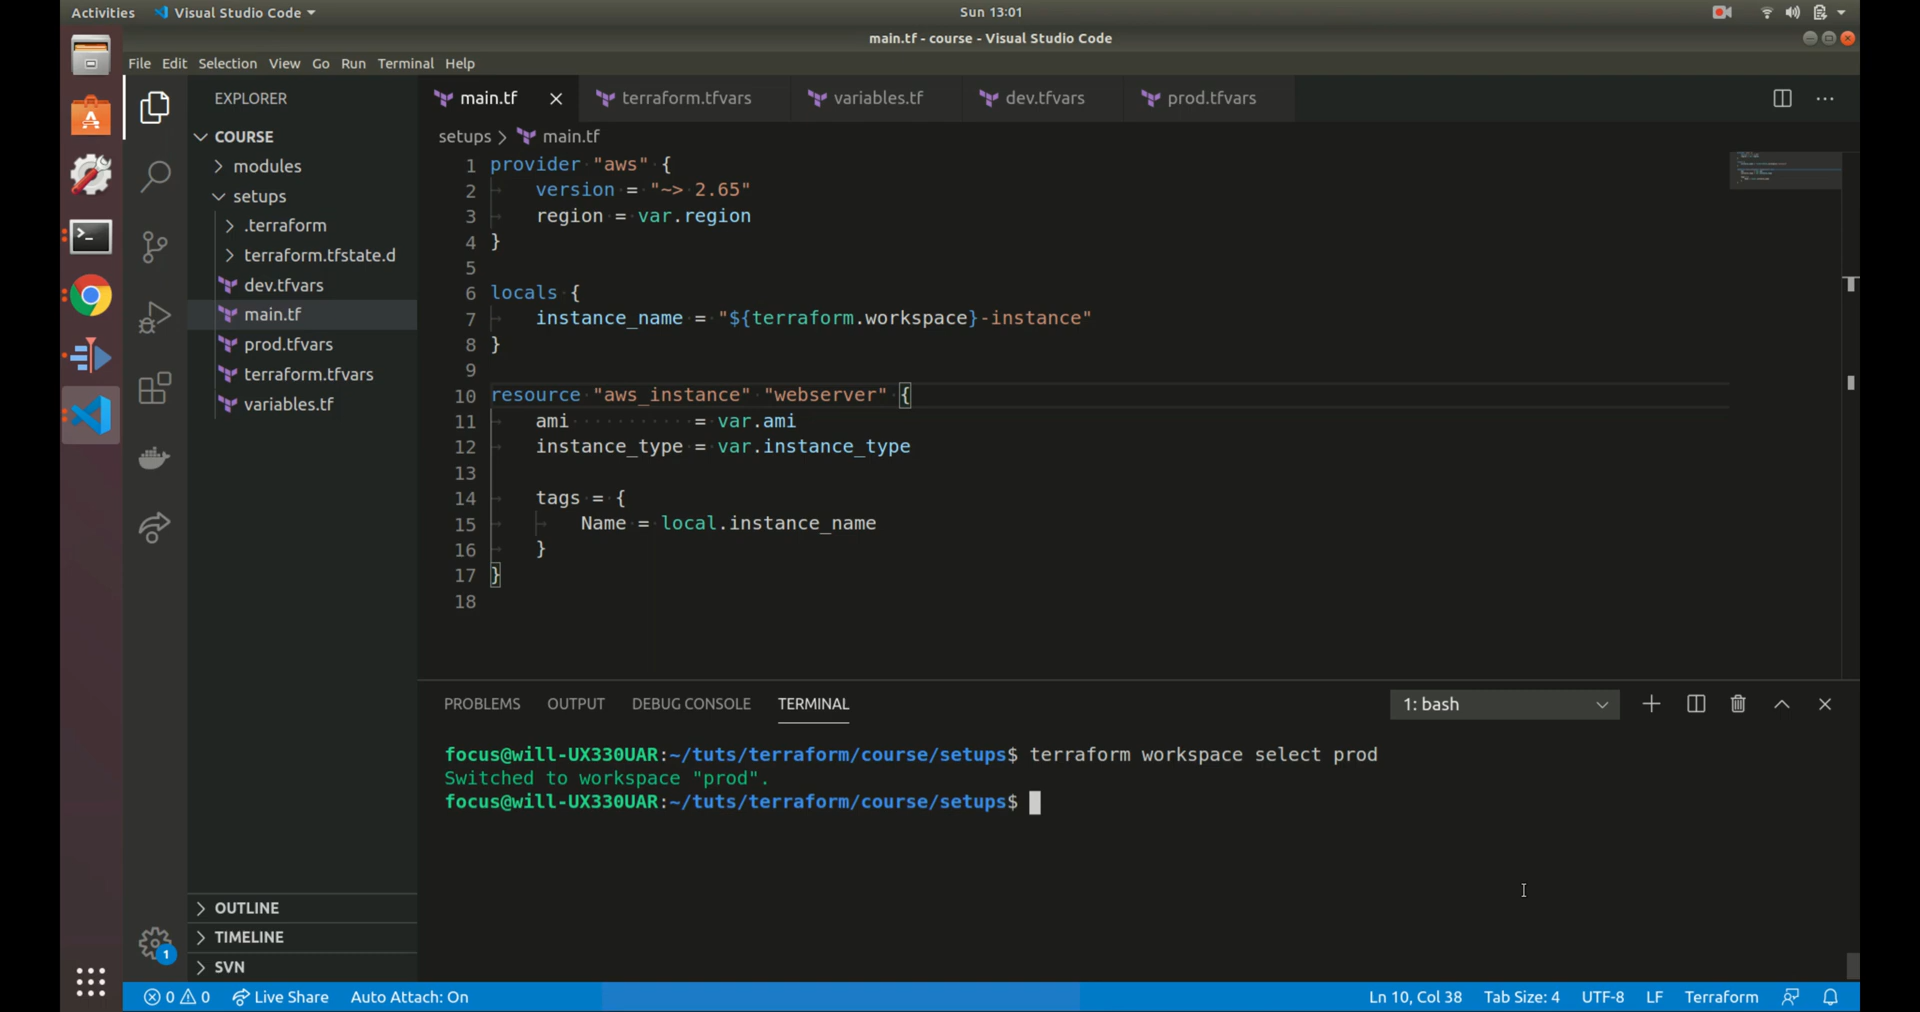 Activities
Visual Studio Code
Sun 13:01
main.tf - course - Visual Studio Code
File Edit Selection View Go Run Terminal Help
EXPLORER
COURSE
modules
setups
.terraform
terraform.tfstate.d
dev.tfvars
main.tf
prod.tfvars
terraform.tfvars
variables.tf
OUTLINE
TIMELINE
SVN
1
main.tf
terraform.tfvars
variables.tf
dev.tfvars
prod.tfvars
setups > main.tf
1 provider "aws" {
2 version = "~> 2.65"
3 region = var.region
4 }
5
6 locals {
7 instance_name = "${terraform.workspace}-instance"
8 }
9
10 resource "aws_instance" "webserver" {
11 ami = var.ami
12 instance_type = var.instance_type
13
14 tags = {
15 Name = local.instance_name
16 }
17 }
18
PROBLEMS OUTPUT DEBUG CONSOLE TERMINAL
1: bash
focus@will-UX330UAR:~/tuts/terraform/course/setups$ terraform workspace select prod
Switched to workspace "prod".
focus@will-UX330UAR:~/tuts/terraform/course/setups$
0 0 Live Share Auto Attach: On
Ln 10, Col 38 Tab Size: 4 UTF-8 LF Terraform